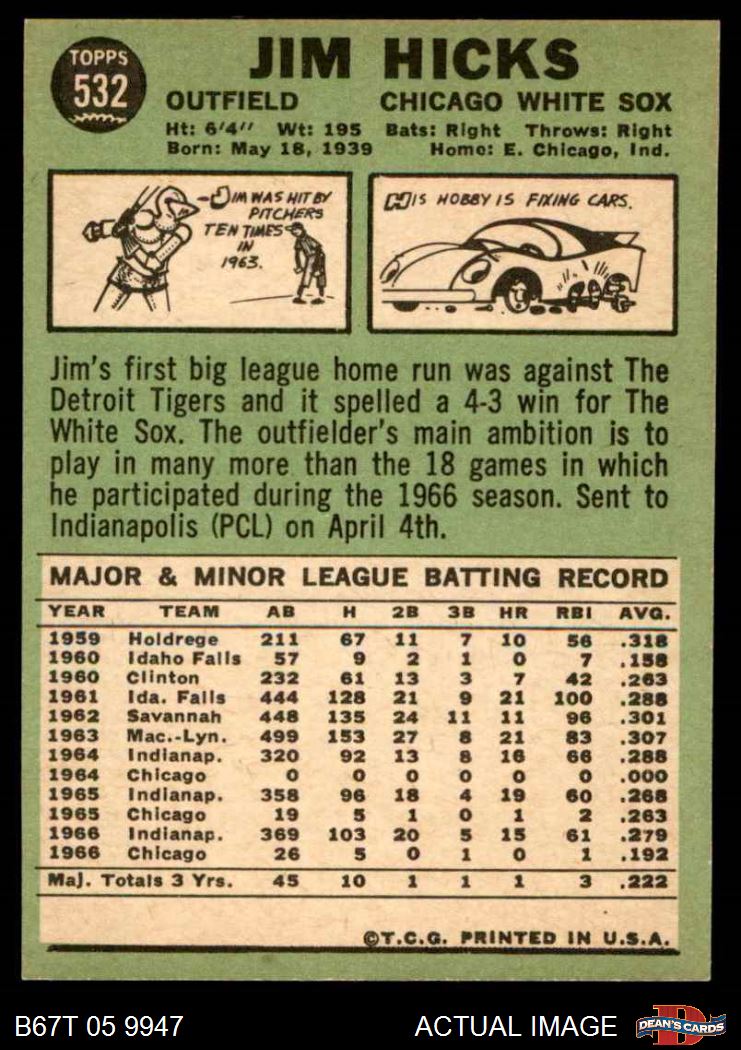 TOPPS
532
JIM HICKS
OUTFIELD CHICAGO WHITE SOX
Ht: 6'4" Wt: 195 Bats: Right Throws: Right
Born: May 18, 1939 Home: E. Chicago, Ind.
-JIM WAS HIT BY
PITCHERS
TEN TIMES
IN
1963.
HIS HOBBY IS FIXING CARS.
Jim's first big league home run was against The
Detroit Tigers and it spelled a 4-3 win for The
White Sox. The outfielder's main ambition is to
play in many more than the 18 games in which
he participated during the 1966 season. Sent to
Indianapolis (PCL) on April 4th.
MAJOR & MINOR LEAGUE BATTING RECORD
YEAR TEAM AB H 2B 3B HR RBI AVG.
1959 Holdrege 211 67 11 7 10 56 .318
1960 Idaho Falls 57 9 2 1 0 7 .158
1960 Clinton 232 61 13 3 7 42 .263
1961 Ida. Falls 444 128 21 9 21 100 .288
1962 Savannah 448 135 24 11 11 96 .301
1963 Mac.-Lyn. 499 153 27 8 21 83 .307
1964 Indianap. 320 92 13 8 16 66 .288
1964 Chicago 0 0 0 0 0 0 .000
1965 Indianap. 358 96 18 4 19 60 .268
1965 Chicago 19 5 1 0 1 2 .263
1966 Indianap. 369 103 20 5 15 61 .279
1966 Chicago 26 5 0 1 0 1 .192
Maj. Totals 3 Yrs. 45 10 1 1 1 3 .222
©T.C.G. PRINTED IN U.S.A.
B67T 05 9947 ACTUAL IMAGE DEAN'S CARDS